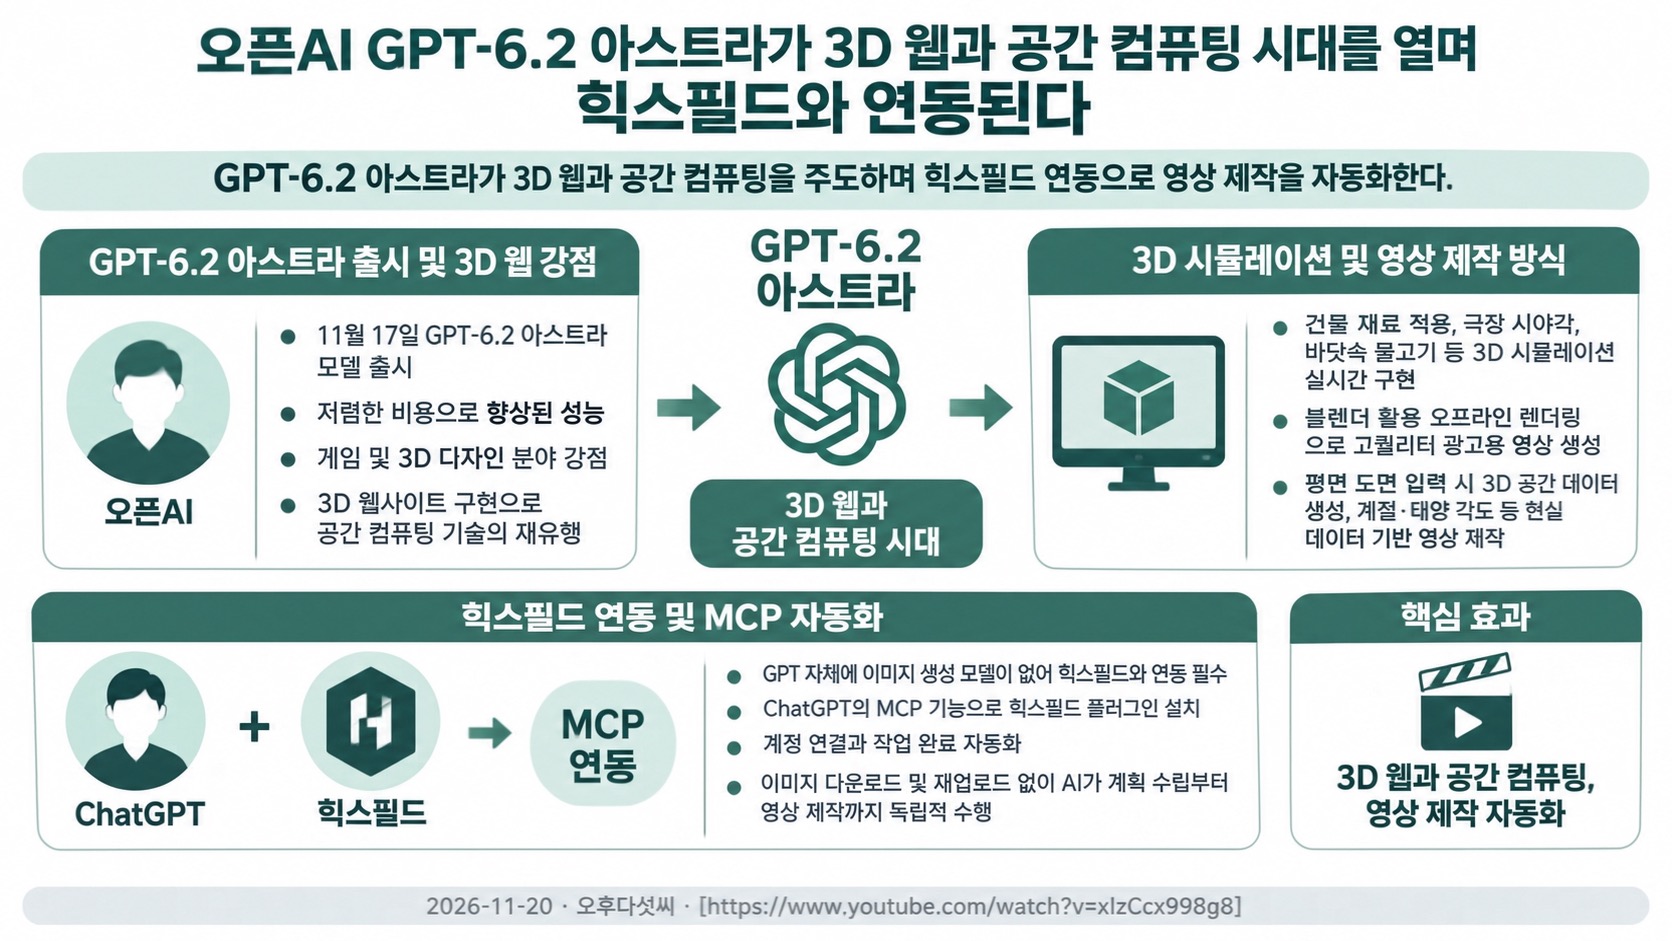 오픈AI GPT-6.2 아스트라가 3D 웹과 공간 컴퓨팅 시대를 열며
힉스필드와 연동된다
GPT-6.2 아스트라가 3D 웹과 공간 컴퓨팅을 주도하며 힉스필드 연동으로 영상 제작을 자동화한다.
GPT-6.2 아스트라 출시 및 3D 웹 강점
오픈AI
● 11월 17일 GPT-6.2 아스트라
모델 출시
● 저렴한 비용으로 향상된 성능
● 게임 및 3D 디자인 분야 강점
● 3D 웹사이트 구현으로
공간 컴퓨팅 기술의 재유행
GPT-6.2
아스트라
3D 웹과
공간 컴퓨팅 시대
3D 시뮬레이션 및 영상 제작 방식
● 건물 재료 적용, 극장 시야각,
바닷속 물고기 등 3D 시뮬레이션
실시간 구현
● 블렌더 활용 오프라인 렌더링
으로 고퀄리터 광고용 영상 생성
● 평면 도면 입력 시 3D 공간 데이터
생성, 계절·태양 각도 등 현실
데이터 기반 영상 제작
힉스필드 연동 및 MCP 자동화
ChatGPT
+
힉스필드
MCP
연동
● GPT 자체에 이미지 생성 모델이 없어 힉스필드와 연동 필수
● ChatGPT의 MCP 기능으로 힉스필드 플러그인 설치
● 계정 연결과 작업 완료 자동화
● 이미지 다운로드 및 재업로드 없이 AI가 계획 수립부터
영상 제작까지 독립적 수행
핵심 효과
3D 웹과 공간 컴퓨팅,
영상 제작 자동화
2026-11-20 · 오후다섯씨 · [https://www.youtube.com/watch?v=xlzCcx998g8]